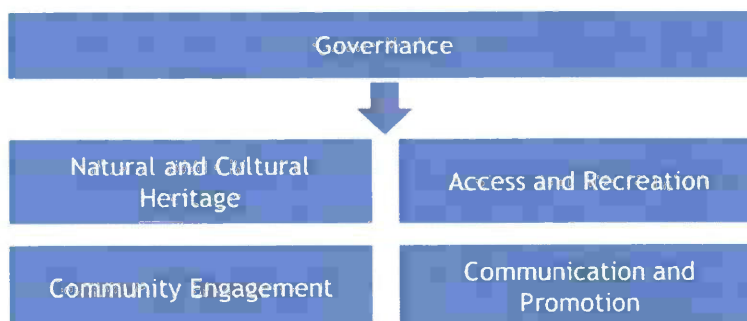 Governance
Natural and Cultural
Heritage
Access and Recreation
Community Engagement
Communication and
Promotion